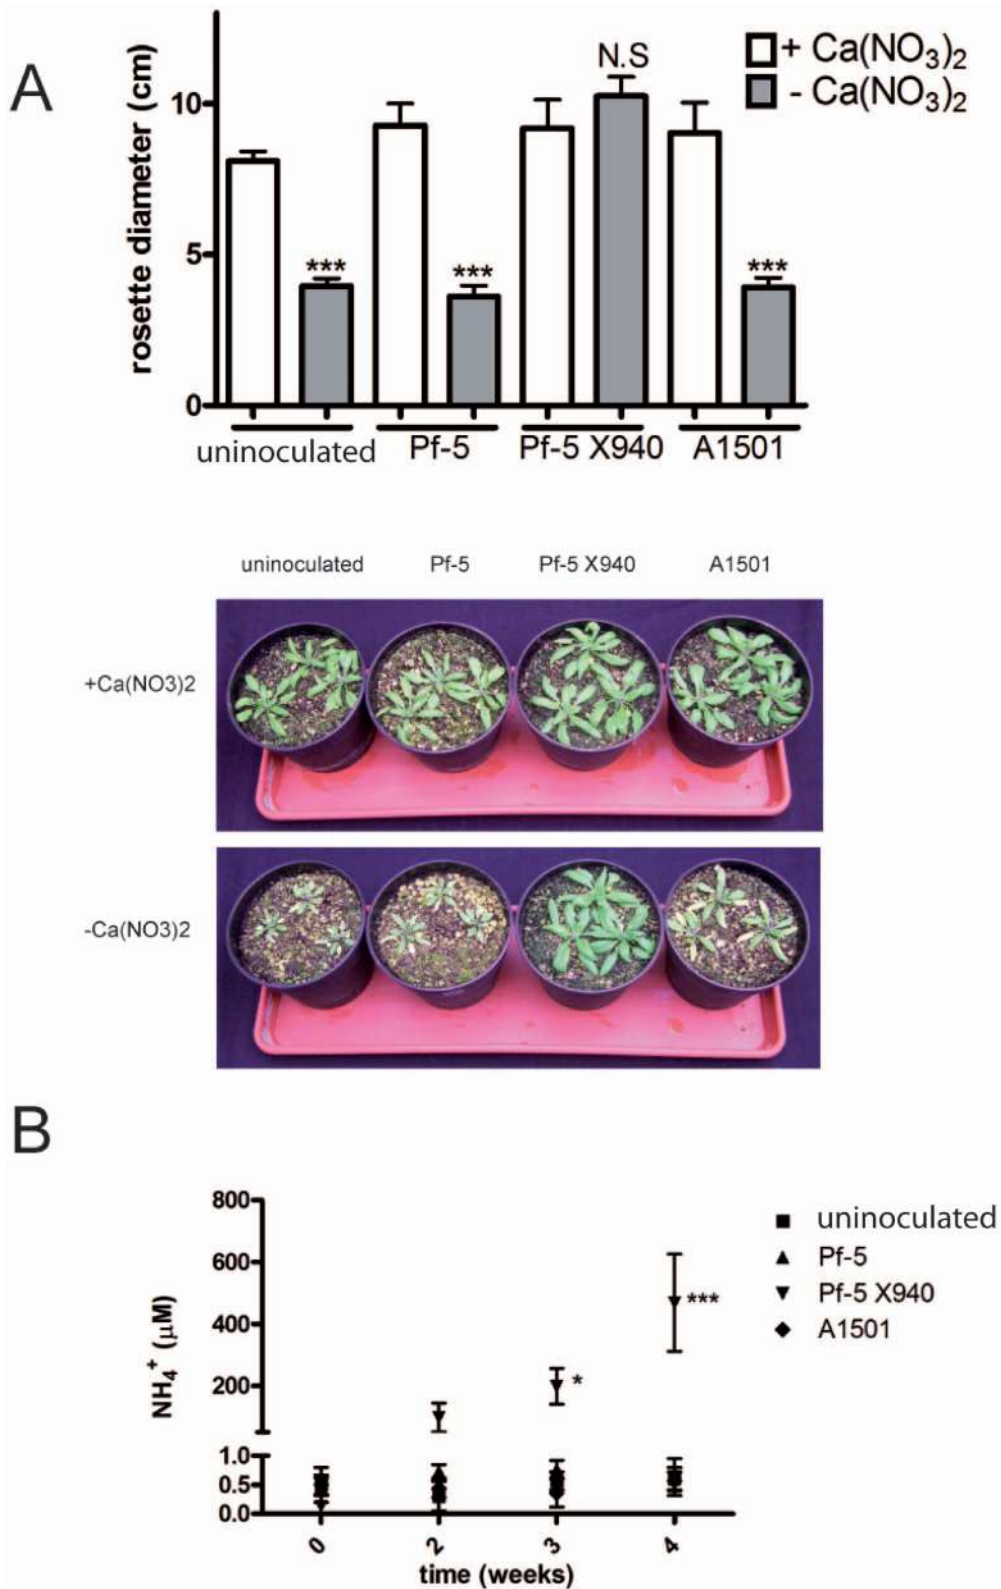 A
rosette diameter (cm)
10
5
0
*** *** N.S ***
+ Ca(NO3)2
- Ca(NO3)2
uninoculated Pf-5 Pf-5 X940 A1501
uninoculated Pf-5 Pf-5 X940 A1501
+Ca(NO3)2
-Ca(NO3)2
B
NH4+ (µM)
800
600
400
200
1.0
0.5
0.0
*
***
0 2 3 4
time (weeks)
uninoculated
Pf-5
Pf-5 X940
A1501